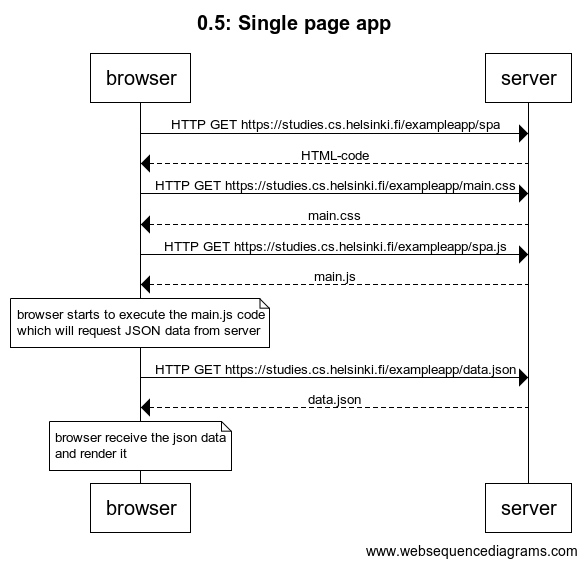 0.5: Single page app
browser
server
HTTP GET https://studies.cs.helsinki.fi/exampleapp/spa
HTML-code
HTTP GET https://studies.cs.helsinki.fi/exampleapp/main.css
main.css
HTTP GET https://studies.cs.helsinki.fi/exampleapp/spa.js
main.js
browser starts to execute the main.js code
which will request JSON data from server
HTTP GET https://studies.cs.helsinki.fi/exampleapp/data.json
data.json
browser receive the json data
and render it
browser
server
www.websequencediagrams.com